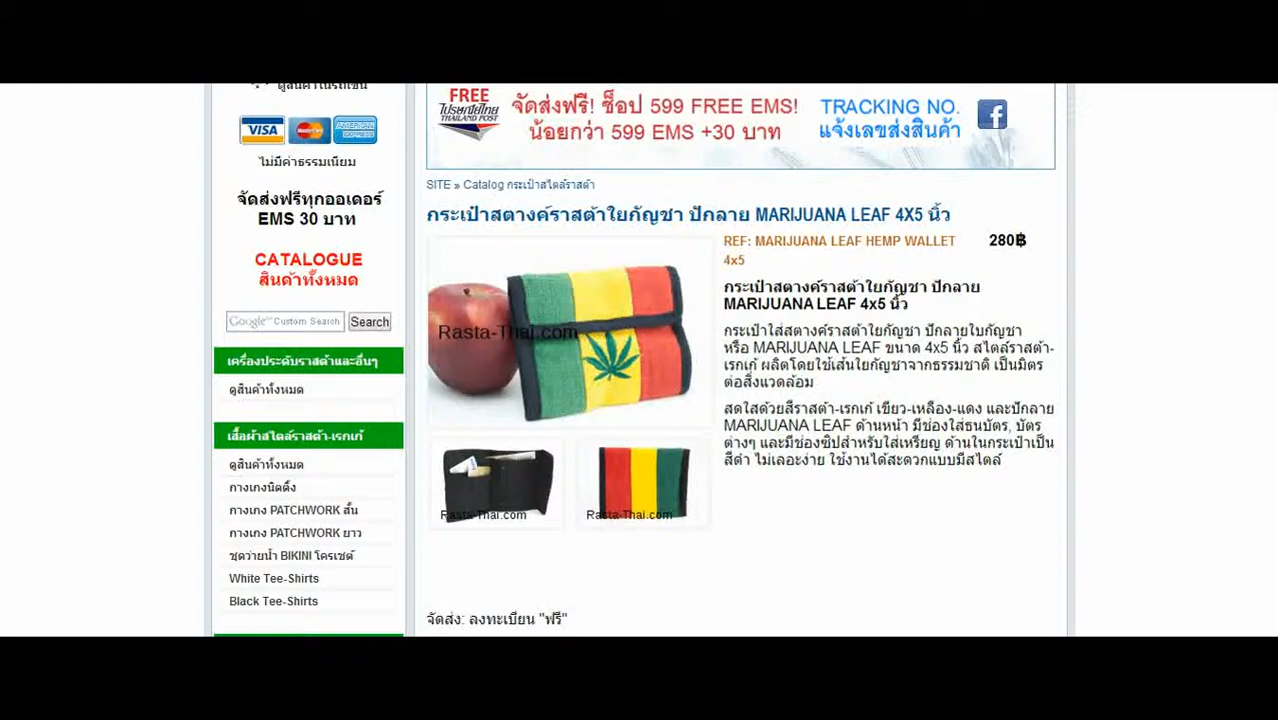 ดูสินค้าในรถเข็น
VISA
MasterCard
AMERICAN EXPRESS
ไม่มีค่าธรรมเนียม
จัดส่งฟรีทุกออเดอร์
EMS 30 บาท
CATALOGUE
สินค้าทั้งหมด
Google™ Custom Search
Search
เครื่องประดับราสต้าและอื่นๆ
ดูสินค้าทั้งหมด
เสื้อผ้าสไตล์ราสต้า-เรกเก้
ดูสินค้าทั้งหมด
กางเกงนิตติ้ง
กางเกง PATCHWORK สั้น
กางเกง PATCHWORK ยาว
ชุดว่ายน้ำ BIKINI โครเชต์
White Tee-Shirts
Black Tee-Shirts
FREE
ไปรษณีย์ไทย
THAILAND POST
จัดส่งฟรี! ช็อป 599 FREE EMS!
น้อยกว่า 599 EMS +30 บาท
TRACKING NO.
แจ้งเลขส่งสินค้า
f
SITE » Catalog กระเป๋าสไตล์ราสต้า
กระเป๋าสตางค์ราสต้าใยกัญชา ปักลาย MARIJUANA LEAF 4X5 นิ้ว
REF: MARIJUANA LEAF HEMP WALLET
4x5
280฿
กระเป๋าสตางค์ราสต้าใยกัญชา ปักลาย
MARIJUANA LEAF 4x5 นิ้ว
กระเป๋าใส่สตางค์ราสต้าใยกัญชา ปักลายใบกัญชา
หรือ MARIJUANA LEAF ขนาด 4x5 นิ้ว สไตล์ราสต้า-
เรกเก้ ผลิตโดยใช้เส้นใยกัญชาจากธรรมชาติ เป็นมิตร
ต่อสิ่งแวดล้อม
สดใสด้วยสีราสต้า-เรกเก้ เขียว-เหลือง-แดง และปักลาย
MARIJUANA LEAF ด้านหน้า มีช่องใส่ธนบัตร, บัตร
ต่างๆ และมีช่องซิปสำหรับใส่เหรียญ ด้านในกระเป๋าเป็น
สีดำ ไม่เลอะง่าย ใช้งานได้สะดวกแบบมีสไตล์
Rasta-Thai.com
Rasta-Thai.com
Rasta-Thai.com
จัดส่ง: ลงทะเบียน "ฟรี"